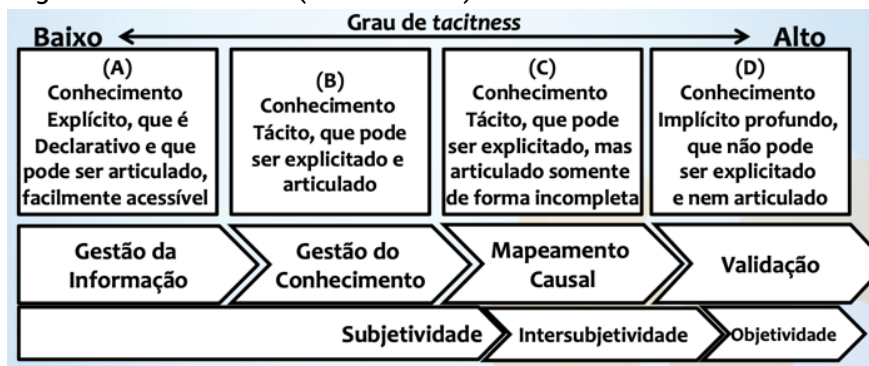 Grau de tacitness
Baixo
Alto
(A)
Conhecimento
Explícito, que é
Declarativo e que
pode ser articulado,
facilmente acessível
(B)
Conhecimento
Tácito, que pode
ser explicitado e
articulado
(C)
Conhecimento
Tácito, que pode
ser explicitado, mas
articulado somente
de forma incompleta
(D)
Conhecimento
Implícito profundo,
que não pode
ser explicitado
e nem articulado
Gestão da
Informação
Gestão do
Conhecimento
Mapeamento
Causal
Validação
Subjetividade
Intersubjetividade
Objetividade